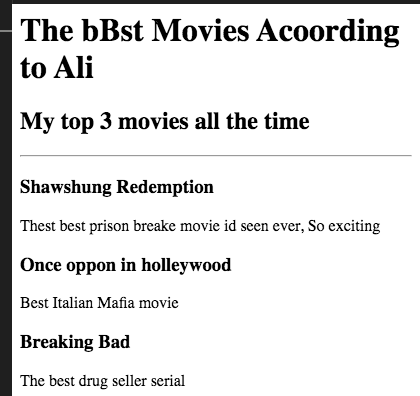 The bBst Movies Acoording
to Ali
My top 3 movies all the time
Shawshung Redemption
Thest best prison breake movie id seen ever, So exciting
Once oppon in holleywood
Best Italian Mafia movie
Breaking Bad
The best drug seller serial